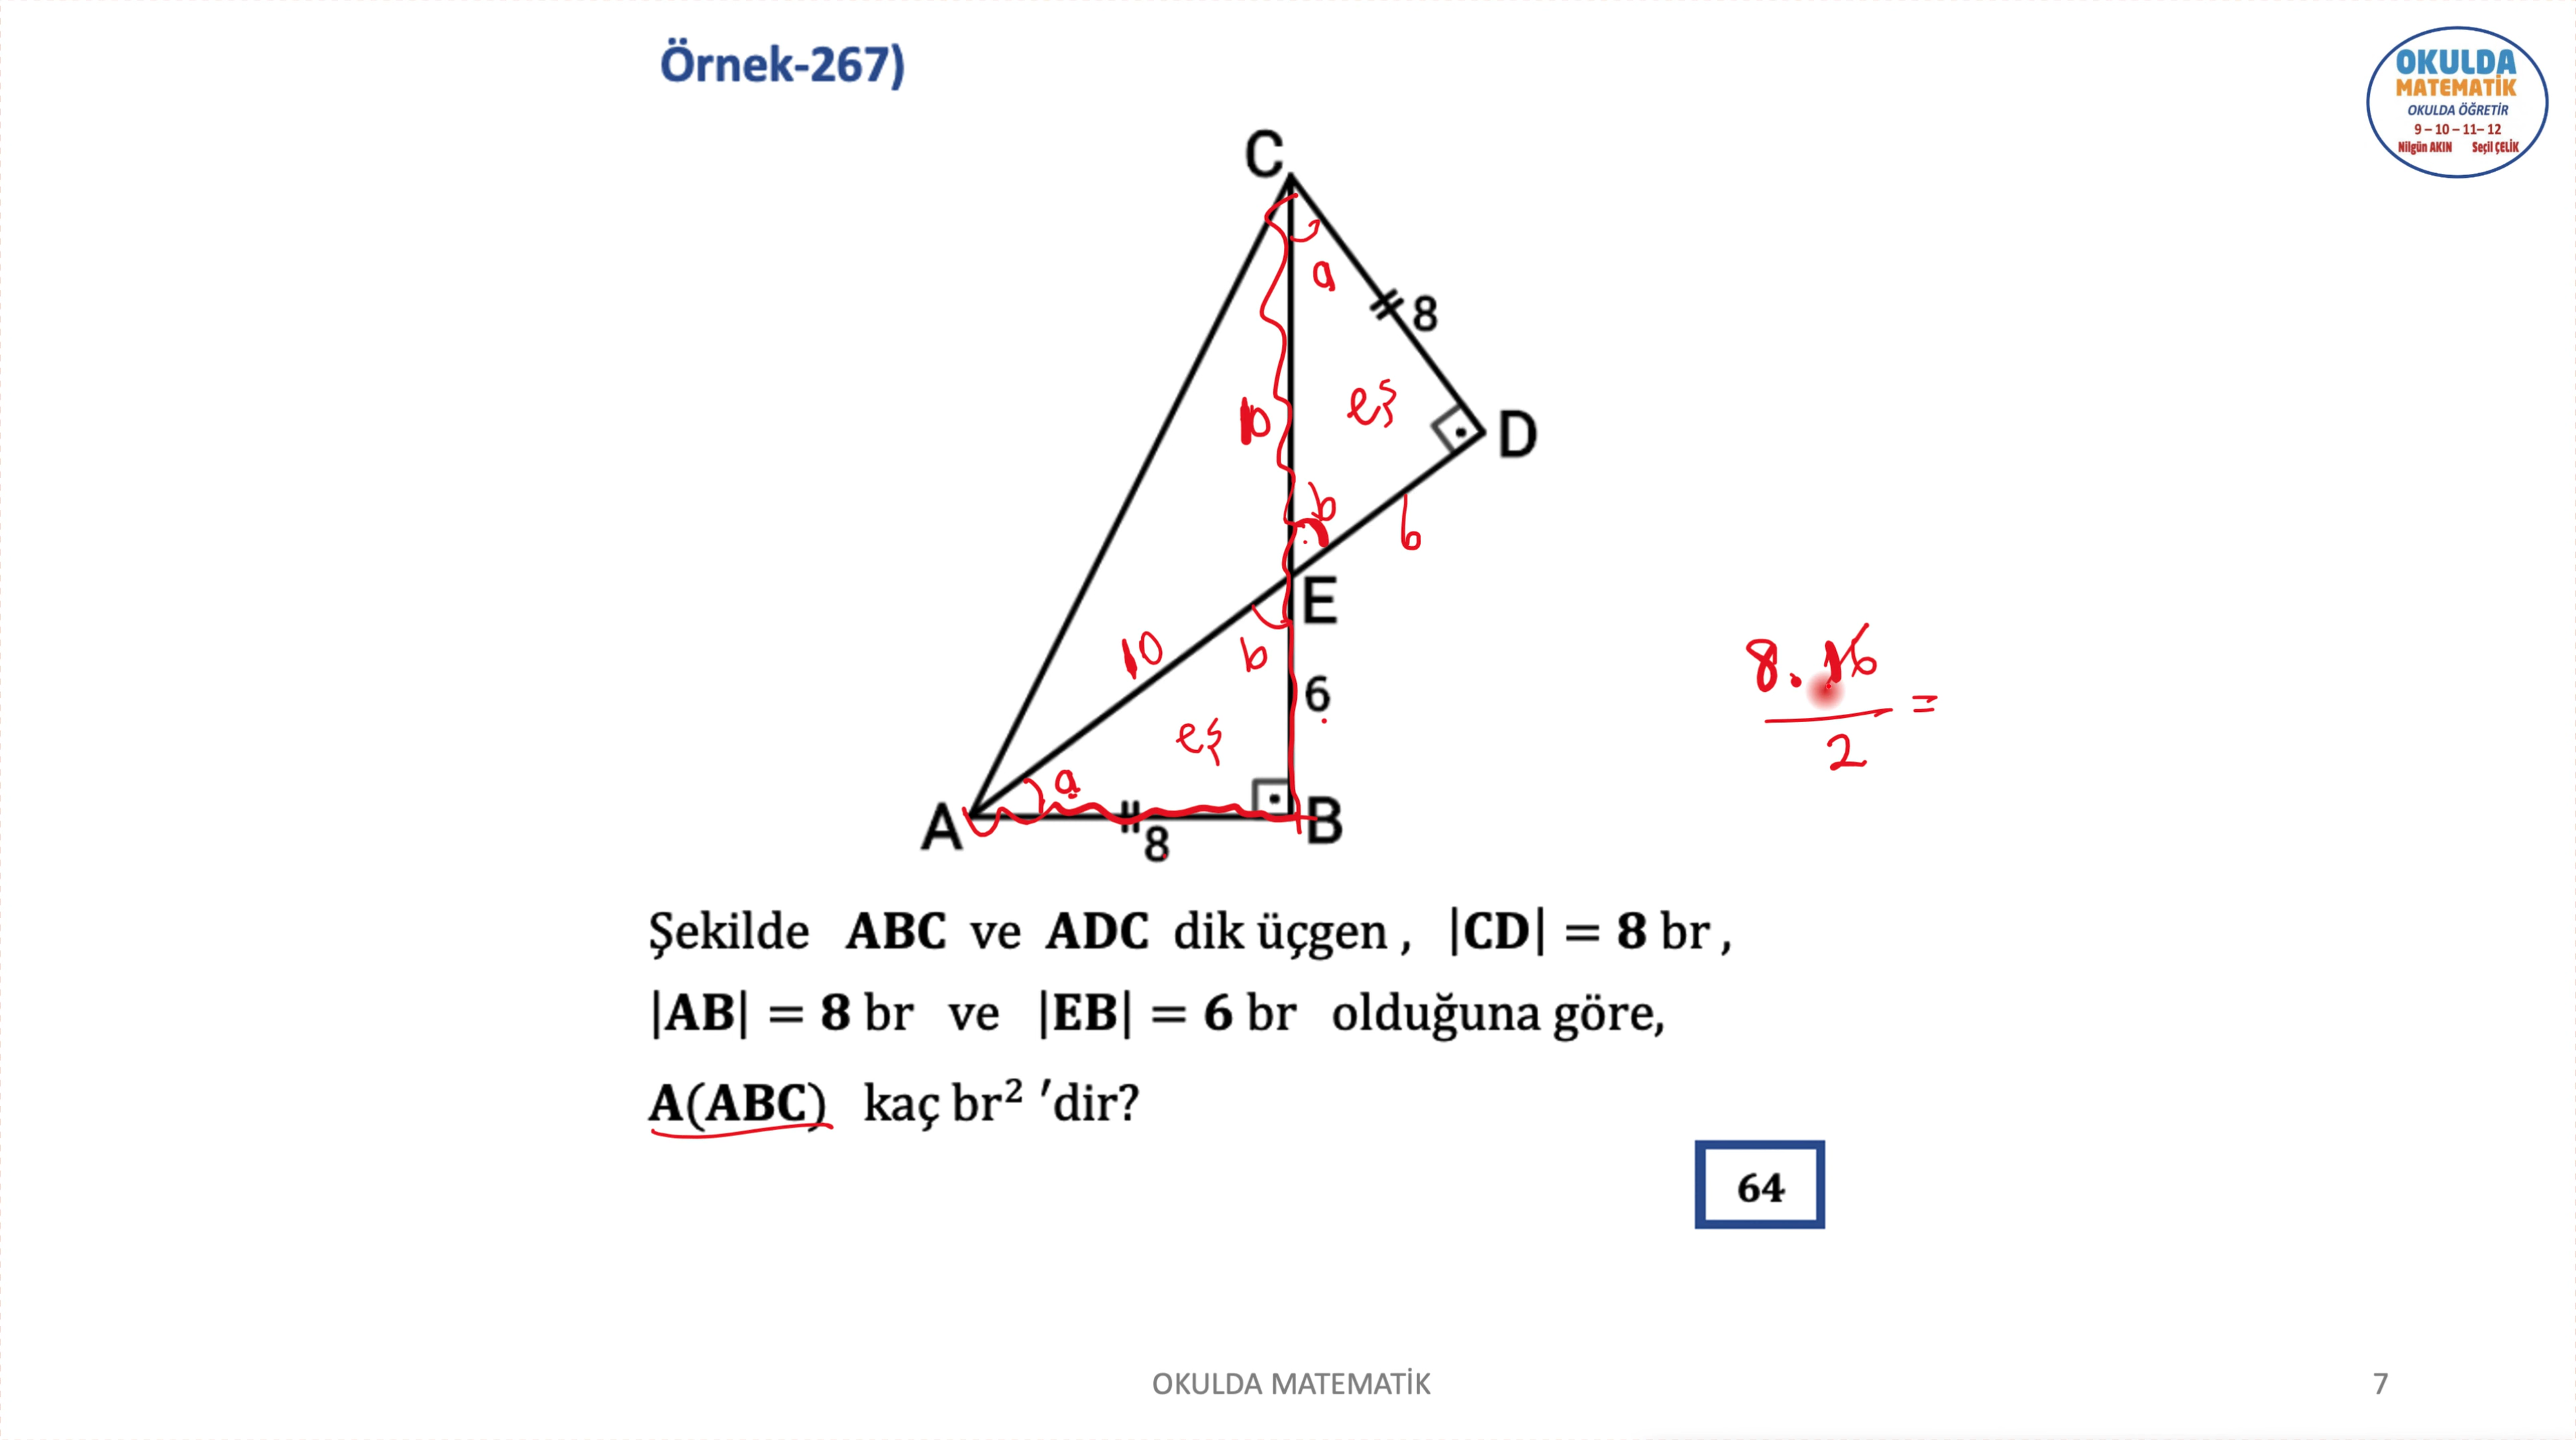 Örnek-267)
OKULDA
MATEMATİK
OKULDA ÖĞRETİR
9 – 10 – 11– 12
Nilgün AKIN Seçil ÇELİK
C
a
8
eş
10
D
b
6
E
10
b
6
eş
a
A
B
8
8.16
2
=
Şekilde ABC ve ADC dik üçgen , |CD| = 8 br ,
|AB| = 8 br ve |EB| = 6 br olduğuna göre,
A(ABC) kaç br² ′dir?
64
OKULDA MATEMATİK
7